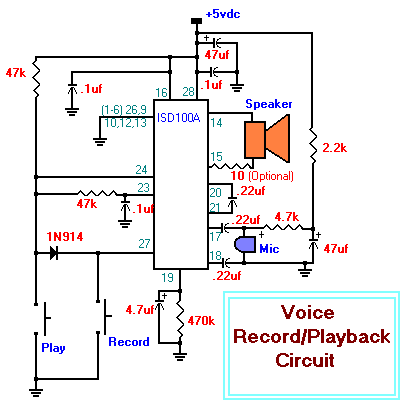 +5vdc
47uf
47k
.1uf
.1uf
16
28
Speaker
(1-6) 26,9
10,12,13
ISD100A
14
2.2k
24
15
10 (Optional)
23
20
.22uf
21
47k
.1uf
.22uf
4.7k
17
1N914
27
Mic
47uf
18
.22uf
19
4.7uf
470k
Play
Record
Voice
Record/Playback
Circuit